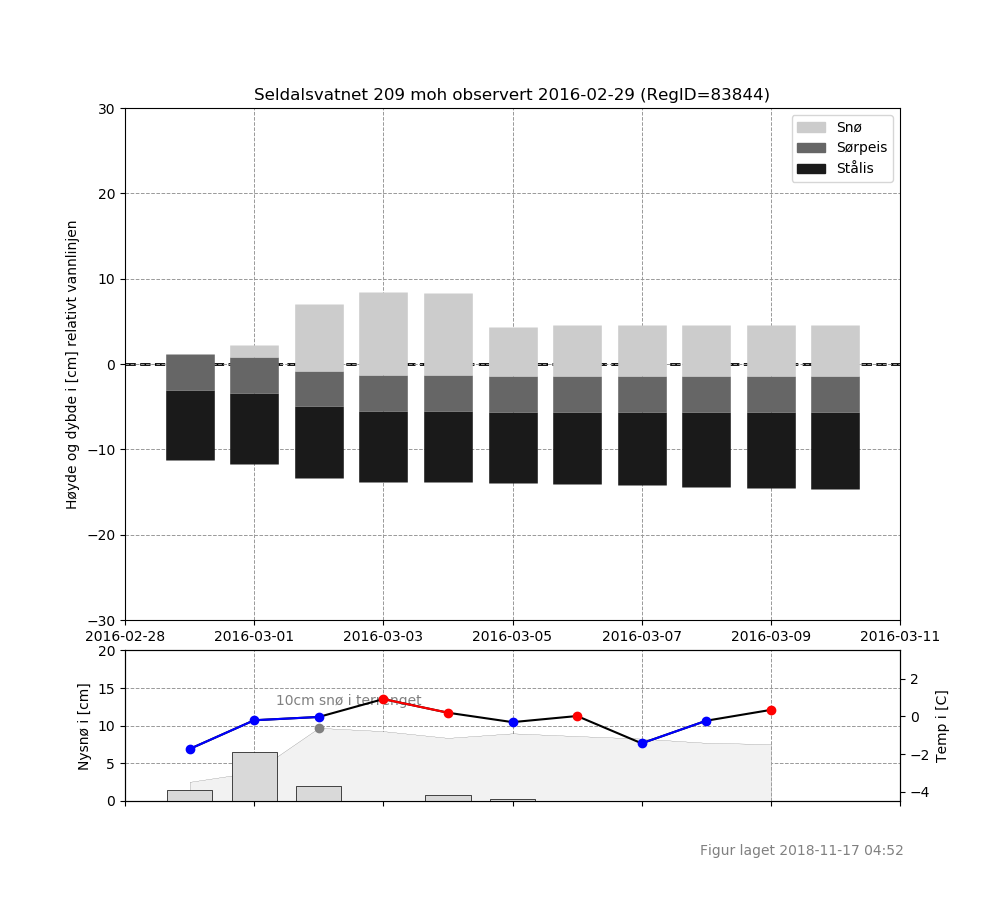 Seldalsvatnet 209 moh observert 2016-02-29 (RegID=83844)
30
20
10
0
−10
−20
−30
Høyde og dybde i [cm] relativt vannlinjen
Snø
Sørpeis
Stålis
2016-02-28
2016-03-01
2016-03-03
2016-03-05
2016-03-07
2016-03-09
2016-03-11
20
15
10
5
0
Nysnø i [cm]
10cm snø i terrenget
2
0
−2
−4
Temp i [C]
Figur laget 2018-11-17 04:52